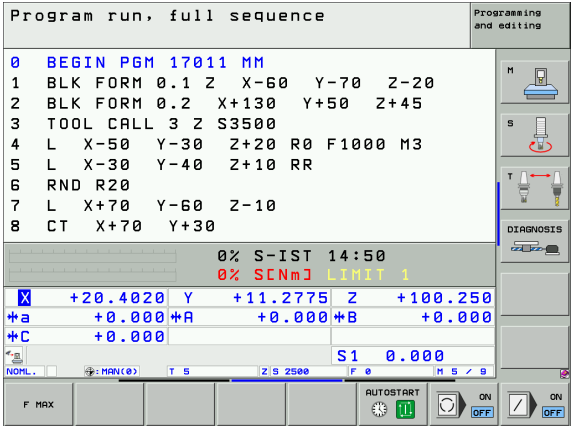 Program run, full sequence
Programming and editing
0 BEGIN PGM 17011 MM
1 BLK FORM 0.1 Z X-60 Y-70 Z-20
2 BLK FORM 0.2 X+130 Y+50 Z+45
3 TOOL CALL 3 Z S3500
4 L X-50 Y-30 Z+20 R0 F1000 M3
5 L X-30 Y-40 Z+10 RR
6 RND R20
7 L X+70 Y-60 Z-10
8 CT X+70 Y+30
M
S
T
DIAGNOSIS
0% S-IST 14:50
0% S[Nm] LIMIT 1
X +20.4020 Y +11.2775 Z +100.250
a +0.000 A +0.000 B +0.000
C +0.000
S1 0.000
NOML. :MAN(0) T 5 Z S 2500 F 0 M 5 / 9
F MAX
AUTOSTART
ON
OFF
ON
OFF